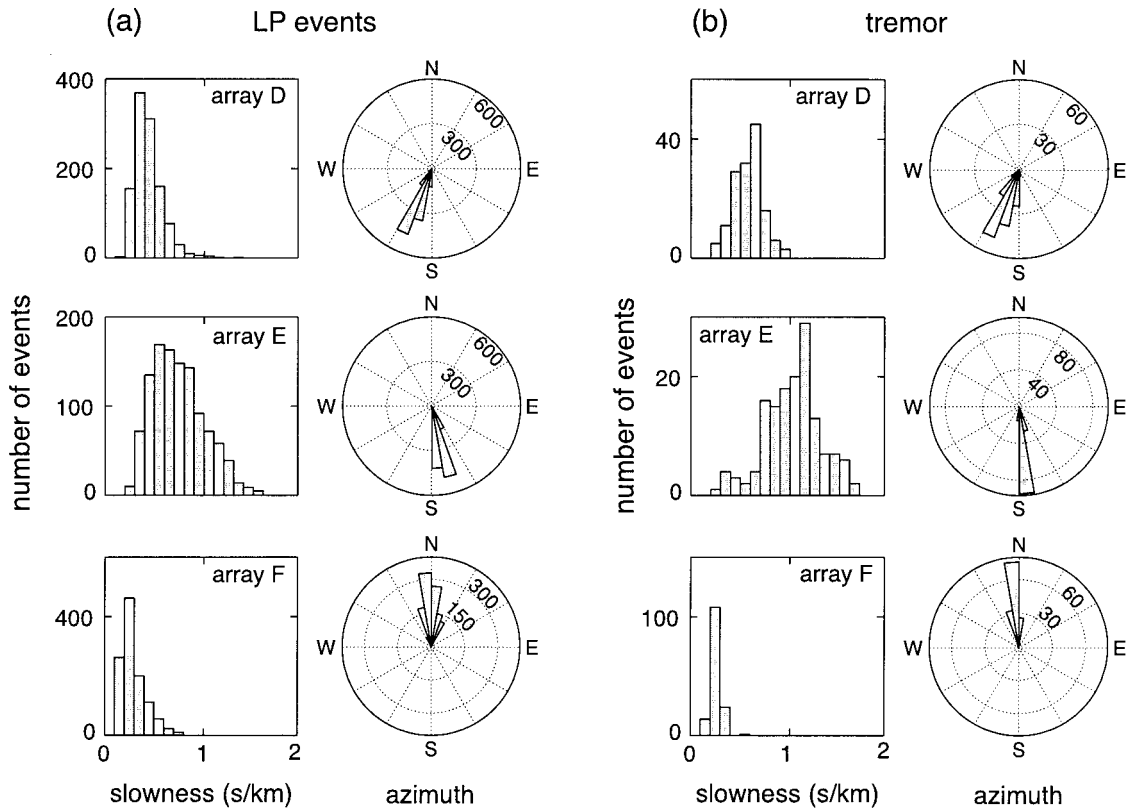 (a) LP events
(b) tremor
400
200
0
array D
N
W
E
S
600
300
40
0
array D
N
W
E
S
60
30
number of events
200
100
0
array E
N
W
E
S
600
300
number of events
20
0
array E
N
W
E
S
80
40
400
0
array F
0
1
2
slowness (s/km)
N
W
E
S
300
150
azimuth
100
0
array F
0
1
2
slowness (s/km)
N
W
E
S
60
30
azimuth